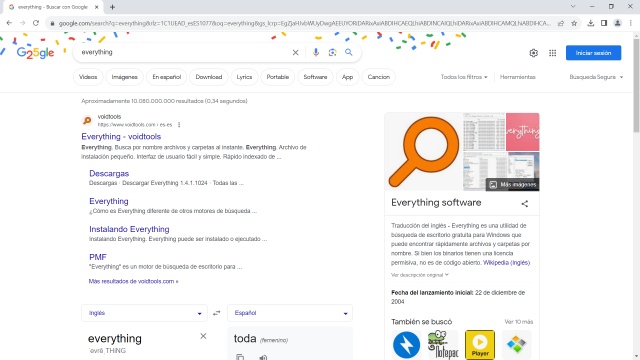 everything - Buscar con Google
google.com/search?q=everything&rlz=1C1UEAD_esES1077
G25gle
everything
Iniciar sesión
Videos
Imágenes
En español
Download
Lyrics
Portable
Software
App
Cancion
Todos los filtros
Herramientas
Búsqueda Segura
Aproximadamente 10.060.000.000 resultados (0,34 segundos)
voidtools
https://www.voidtools.com › es-es
Everything - voidtools
Everything. Busca por nombre archivos y carpetas al instante. Everything. Archivo de
instalación pequeño. Interfaz de usuario fácil y simple. Rápido indexado de ...
Descargas
Descargas · Descargar Everything 1.4.1.1024 · Todas las ...
Everything
¿Cómo es Everything diferente de otros motores de búsqueda ...
Instalando Everything
Instalando Everything. Everything puede ser instalado o ejecutado ...
PMF
"Everything" es un motor de búsqueda de escritorio para ...
Más resultados de voidtools.com »
Inglés
Español
everything
toda (femenino)
everything
Más imágenes
Everything software
Traducción del inglés - Everything es una utilidad de
búsqueda de escritorio gratuita para Windows que
puede encontrar rápidamente archivos y carpetas por
nombre. Si bien los binarios tienen una licencia
permisiva, no es de código abierto. Wikipedia (Inglés)
Ver descripción original
Fecha del lanzamiento inicial: 22 de diciembre de
2004
También se buscó
Ver 10 más
Notepad
Player